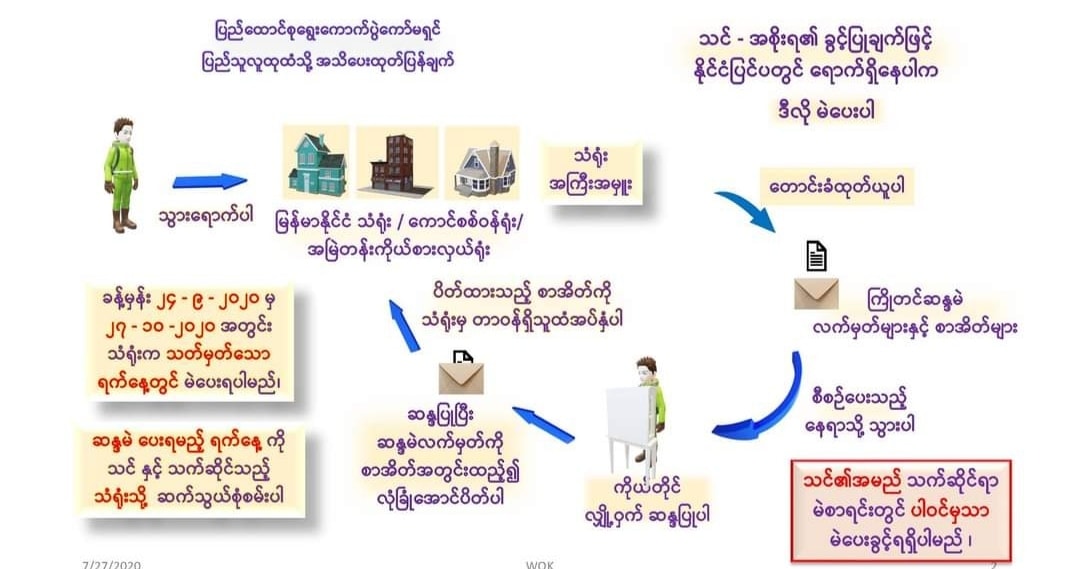 ပြည်ထောင်စုရွေးကောက်ပွဲကော်မရှင်
ပြည်သူလူထုထံသို့ အသိပေးထုတ်ပြန်ချက်
သင် - အစိုးရ၏ ခွင့်ပြုချက်ဖြင့်
နိုင်ငံပြင်ပတွင် ရောက်ရှိနေပါက
ဒီလို မဲပေးပါ
သွားရောက်ပါ
မြန်မာနိုင်ငံ သံရုံး / ကောင်စစ်ဝန်ရုံး/
အမြဲတန်းကိုယ်စားလှယ်ရုံး
သံရုံး
အကြီးအမှူး
တောင်းခံထုတ်ယူပါ
ကြိုတင်ဆန္ဒမဲ
လက်မှတ်များနှင့် စာအိတ်များ
စီစဉ်ပေးသည့်
နေရာသို့ သွားပါ
ကိုယ်တိုင်
လျှို့ဝှက် ဆန္ဒပြုပါ
ဆန္ဒပြုပြီး
ဆန္ဒမဲလက်မှတ်ကို
စာအိတ်အတွင်းထည့်၍
လုံခြုံအောင်ပိတ်ပါ
ပိတ်ထားသည့် စာအိတ်ကို
သံရုံးမှ တာဝန်ရှိသူထံအပ်နှံပါ
ခန့်မှန်း ၂၄ - ၉ - ၂၀၂၀ မှ
၂၇ - ၁၀ -၂၀၂၀ အတွင်း
သံရုံးက သတ်မှတ်သော
ရက်နေ့တွင် မဲပေးရပါမည်၊
ဆန္ဒမဲ ပေးရမည့် ရက်နေ့ ကို
သင် နှင့် သက်ဆိုင်သည့်
သံရုံးသို့ ဆက်သွယ်စုံစမ်းပါ
သင်၏အမည် သက်ဆိုင်ရာ
မဲစာရင်းတွင် ပါဝင်မှသာ
မဲပေးခွင့်ရရှိပါမည် ၊
7/27/2020
WOK
2